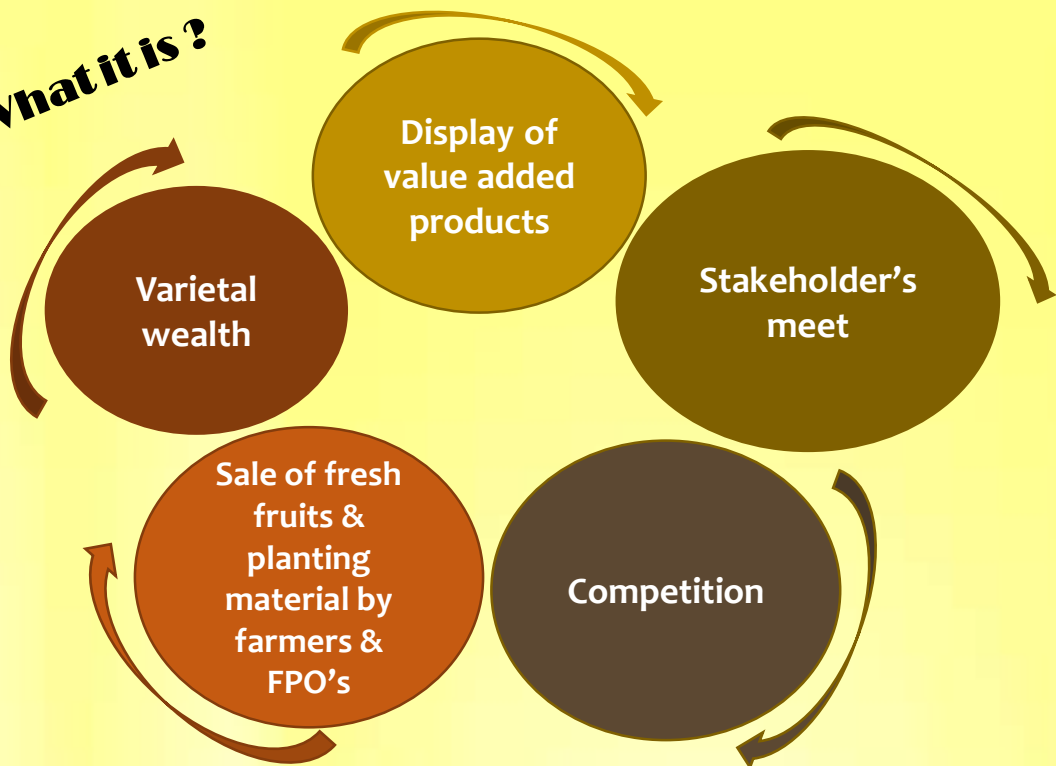 What it is ?
Display of
value added
products
Stakeholder’s
meet
Competition
Sale of fresh
fruits &
planting
material by
farmers &
FPO’s
Varietal
wealth